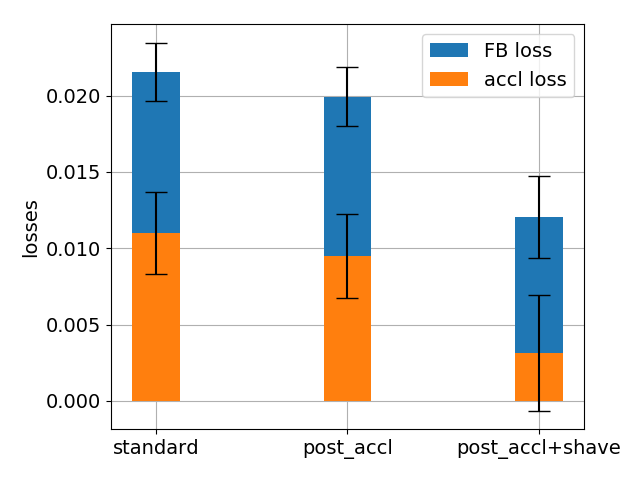 FB loss
accl loss
losses
0.020
0.015
0.010
0.005
0.000
standard
post_accl
post_accl+shave